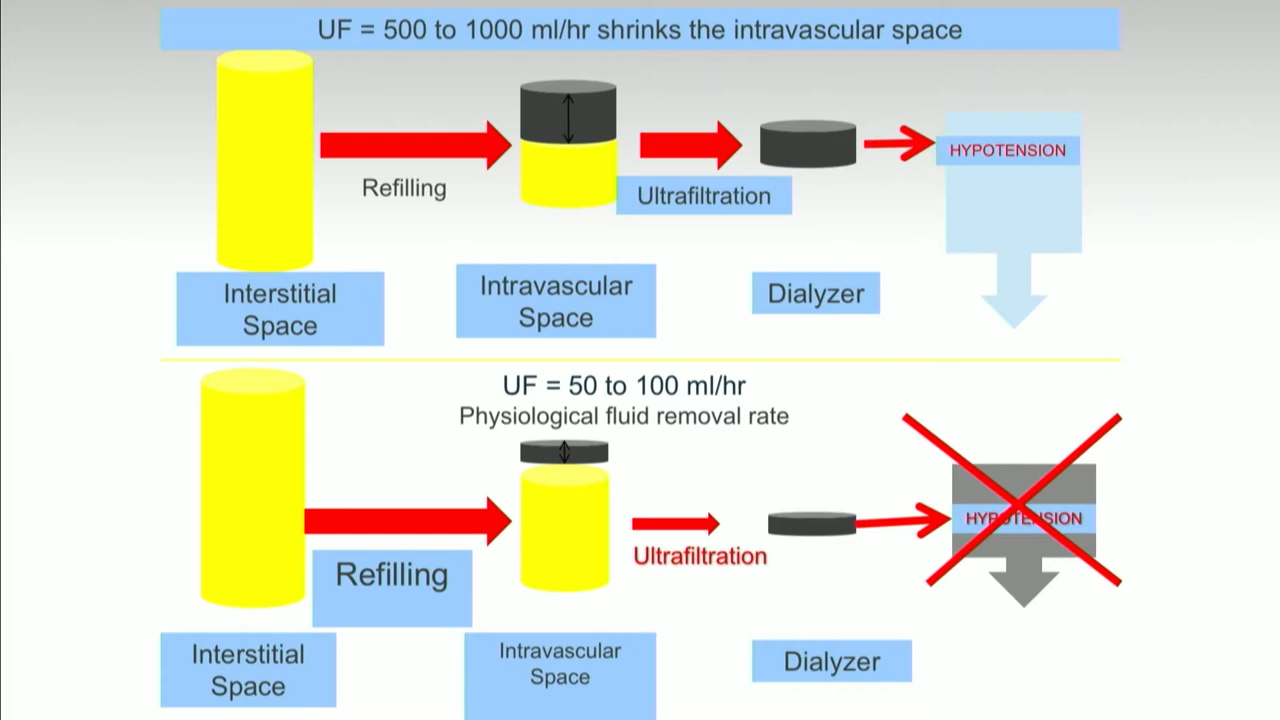 UF = 500 to 1000 ml/hr shrinks the intravascular space
Refilling
Ultrafiltration
HYPOTENSION
Interstitial
Space
Intravascular
Space
Dialyzer
UF = 50 to 100 ml/hr
Physiological fluid removal rate
Refilling
Ultrafiltration
HYPOTENSION
Interstitial
Space
Intravascular
Space
Dialyzer